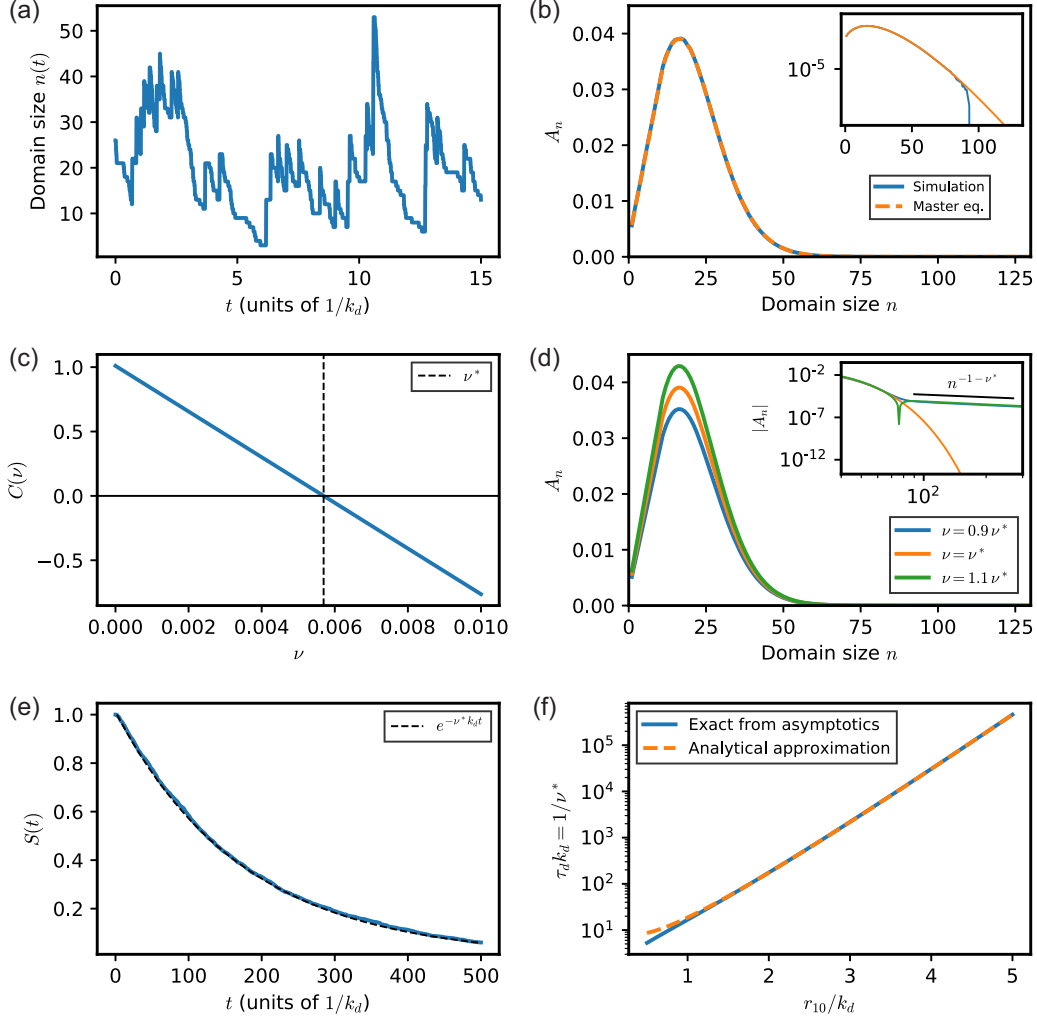 (a)
Domain size n(t)
50
40
30
20
10
0
5
10
15
t (units of 1/k_d)
(b)
A_n
0.04
0.03
0.02
0.01
0.00
0
25
50
75
100
125
Domain size n
10^-5
0
50
100
Simulation
Master eq.
(c)
C(ν)
1.0
0.5
0.0
−0.5
0.000
0.002
0.004
0.006
0.008
0.010
ν
ν*
(d)
A_n
0.04
0.03
0.02
0.01
0.00
0
25
50
75
100
125
Domain size n
|A_n|
10^-2
10^-7
10^-12
10^2
n^{-1-ν*}
ν = 0.9 ν*
ν = ν*
ν = 1.1 ν*
(e)
S(t)
1.0
0.8
0.6
0.4
0.2
0
100
200
300
400
500
t (units of 1/k_d)
e^{-ν* k_d t}
(f)
τ_d k_d = 1/ν*
10^5
10^4
10^3
10^2
10^1
1
2
3
4
5
r_10/k_d
Exact from asymptotics
Analytical approximation